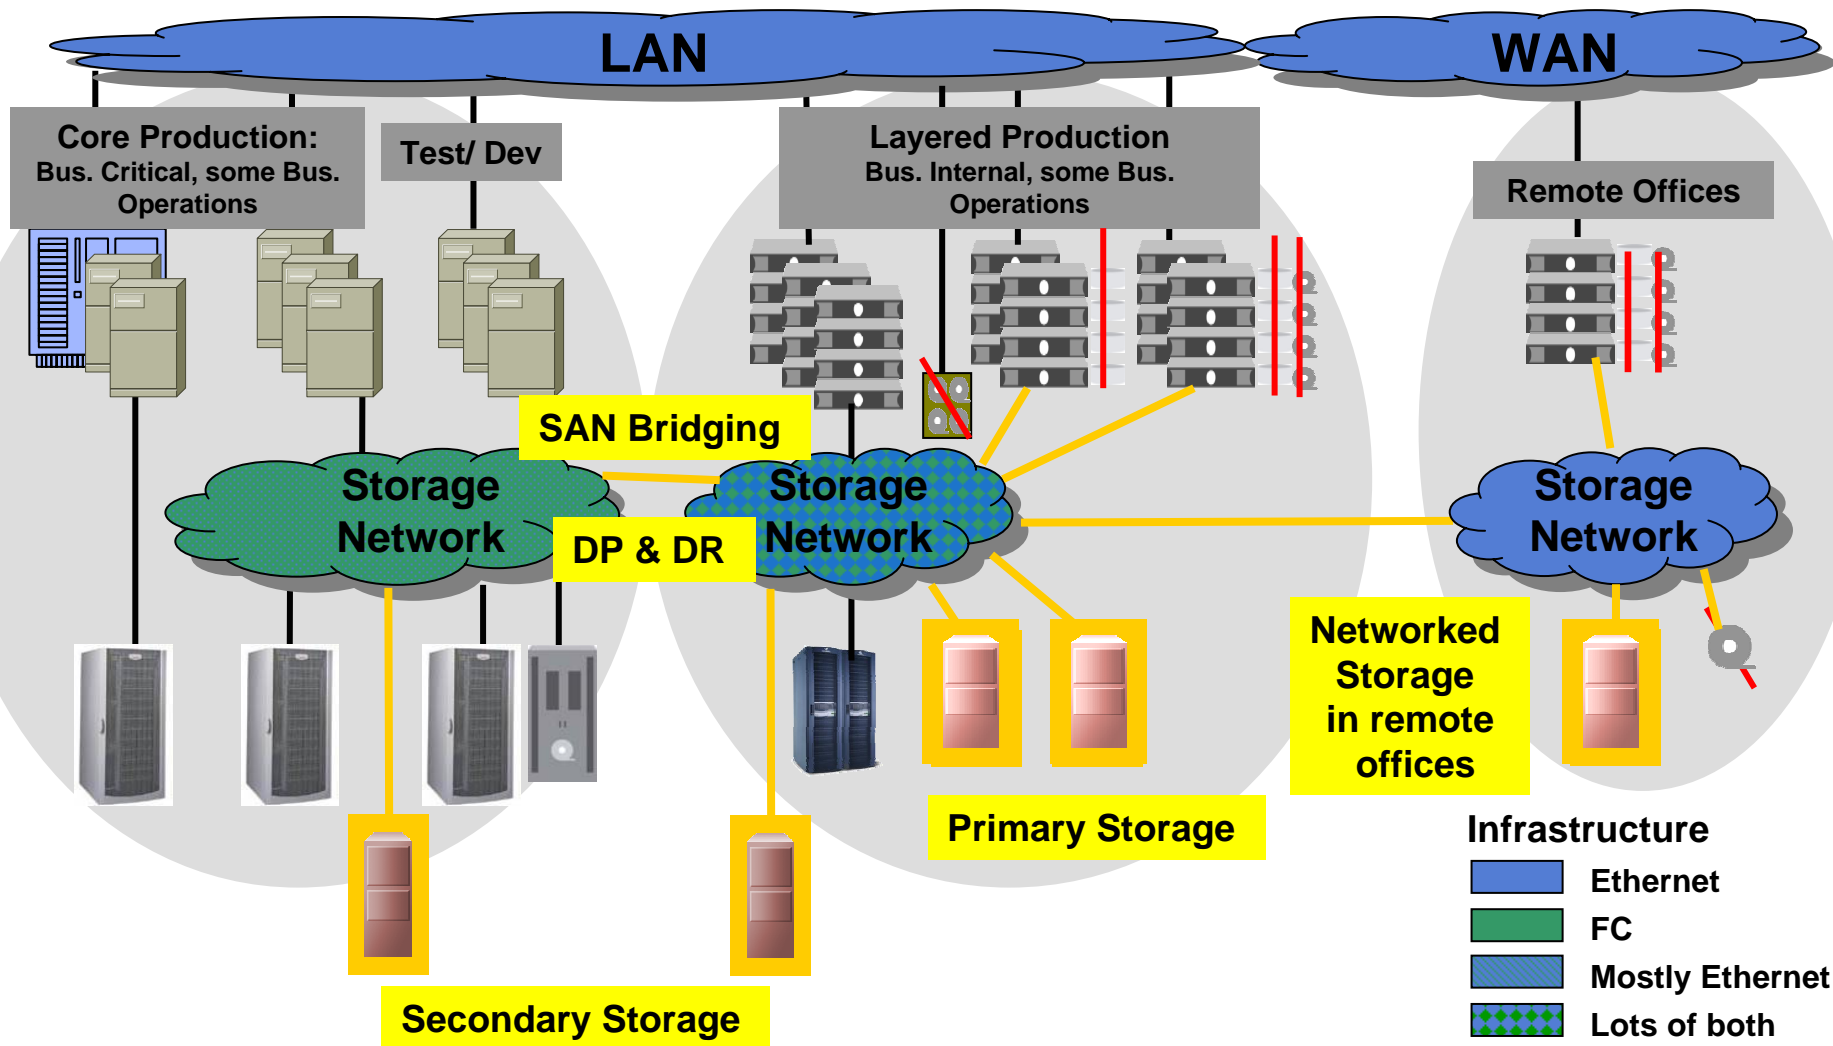 LAN
WAN
Core Production:
Bus. Critical, some Bus.
Operations
Test/ Dev
Layered Production
Bus. Internal, some Bus.
Operations
Remote Offices
SAN Bridging
Storage
Network
DP & DR
Storage
Network
Storage
Network
Networked
Storage
in remote
offices
Primary Storage
Secondary Storage
Infrastructure
Ethernet
FC
Mostly Ethernet
Lots of both